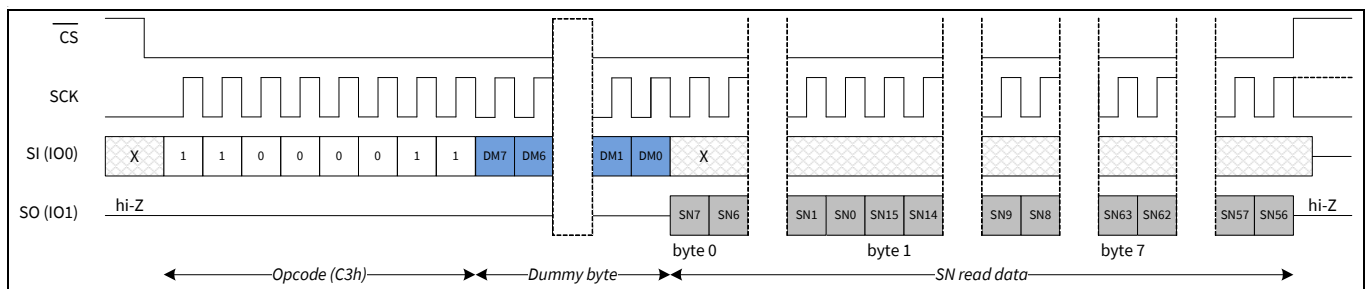 CS
SCK
SI (IO0) X 1 1 0 0 0 0 1 1 DM7 DM6 DM1 DM0 X
SO (IO1) hi-Z SN7 SN6 SN1 SN0 SN15 SN14 SN9 SN8 SN63 SN62 SN57 SN56 hi-Z
byte 0 byte 1 byte 7
Opcode (C3h) Dummy byte SN read data